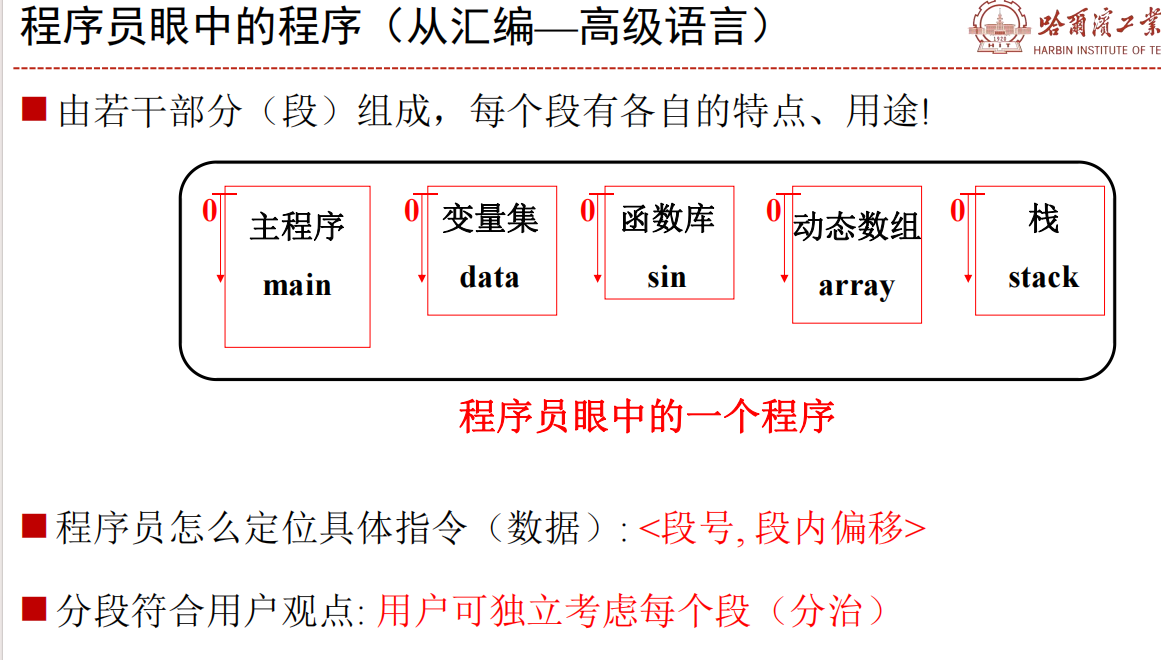 程序员眼中的程序（从汇编—高级语言）
哈爾濱工業
HARBIN INSTITUTE OF TE
1920
HIT
由若干部分（段）组成，每个段有各自的特点、用途!
0 主程序 0 变量集 0 函数库 0 动态数组 0 栈
main data sin array stack
程序员眼中的一个程序
程序员怎么定位具体指令（数据）: <段号, 段内偏移>
分段符合用户观点: 用户可独立考虑每个段（分治）